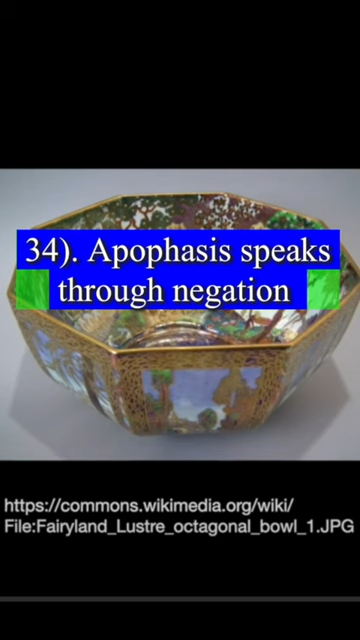 34). Apophasis speaks
through negation
https://commons.wikimedia.org/wiki/
File:Fairyland_Lustre_octagonal_bowl_1.JPG